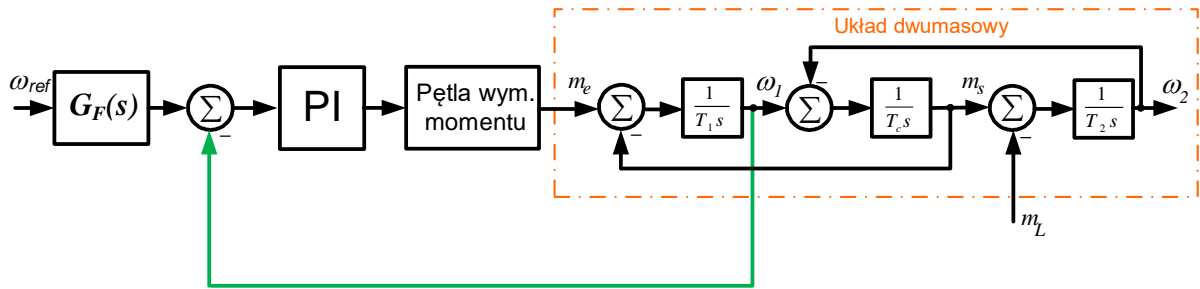 Układ dwumasowy
ω_ref
G_F(s)
Σ
−
PI
Pętla wym.
momentu
m_e
Σ
−
1
T_1 s
ω_1
Σ
−
1
T_c s
m_s
Σ
−
1
T_2 s
ω_2
m_L